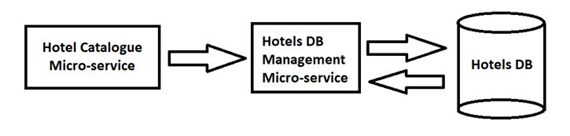 Hotel Catalogue
Micro-service
Hotels DB
Management
Micro-service
Hotels DB